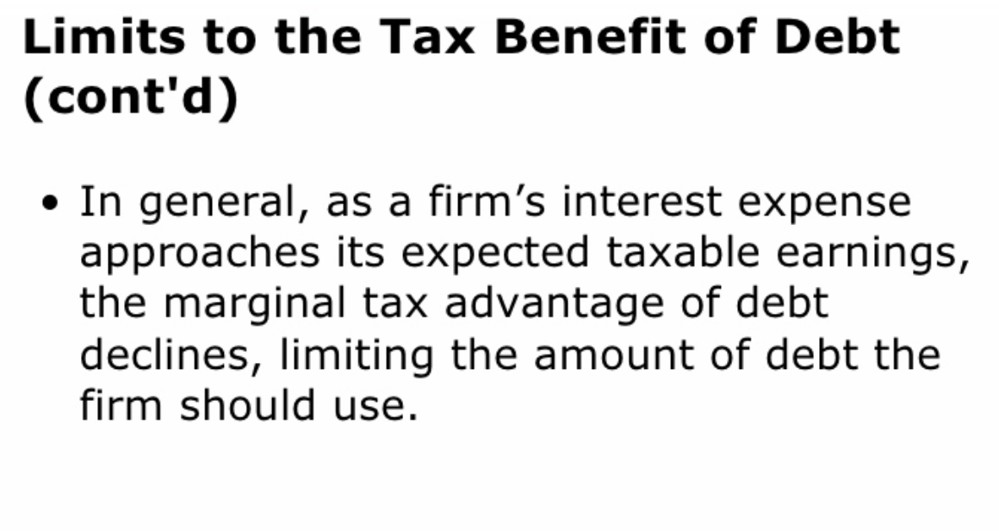 Limits to the Tax Benefit of Debt
(cont'd)
• In general, as a firm’s interest expense
approaches its expected taxable earnings,
the marginal tax advantage of debt
declines, limiting the amount of debt the
firm should use.